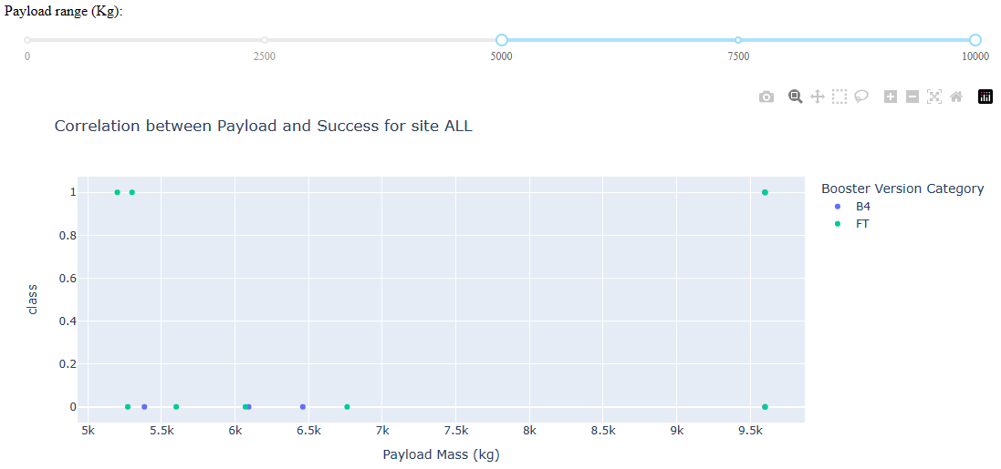 Payload range (Kg):
0 2500 5000 7500 10000
Correlation between Payload and Success for site ALL
Booster Version Category
B4
FT
1
0.8
0.6
0.4
0.2
0
class
5k 5.5k 6k 6.5k 7k 7.5k 8k 8.5k 9k 9.5k
Payload Mass (kg)